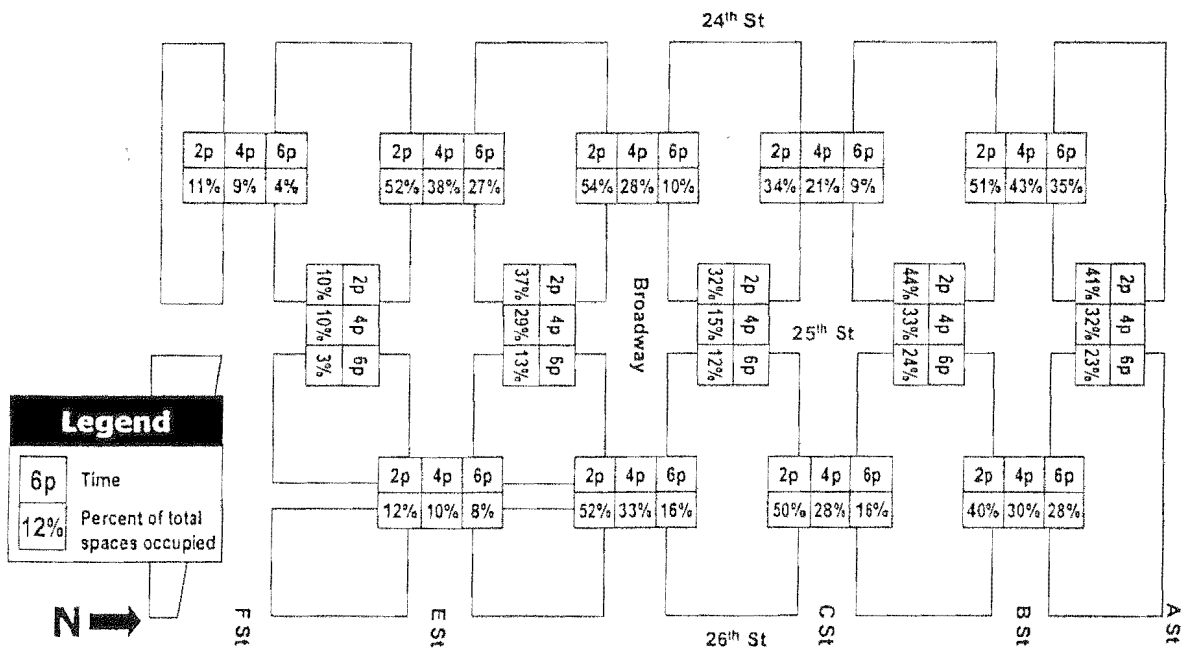 24th St
2p 4p 6p
11% 9% 4%
2p 4p 6p
52% 38% 27%
2p 4p 6p
54% 28% 10%
2p 4p 6p
34% 21% 9%
2p 4p 6p
51% 43% 35%
2p 4p 6p
10% 10% 3%
2p 4p 6p
37% 29% 13%
Broadway
2p 4p 6p
32% 15% 12%
25th St
2p 4p 6p
44% 33% 24%
2p 4p 6p
41% 32% 23%
Legend
6p Time
12% Percent of total
spaces occupied
2p 4p 6p
12% 10% 8%
2p 4p 6p
52% 33% 16%
2p 4p 6p
50% 28% 16%
2p 4p 6p
40% 30% 28%
N
F St
E St
26th St
C St
B St
A St